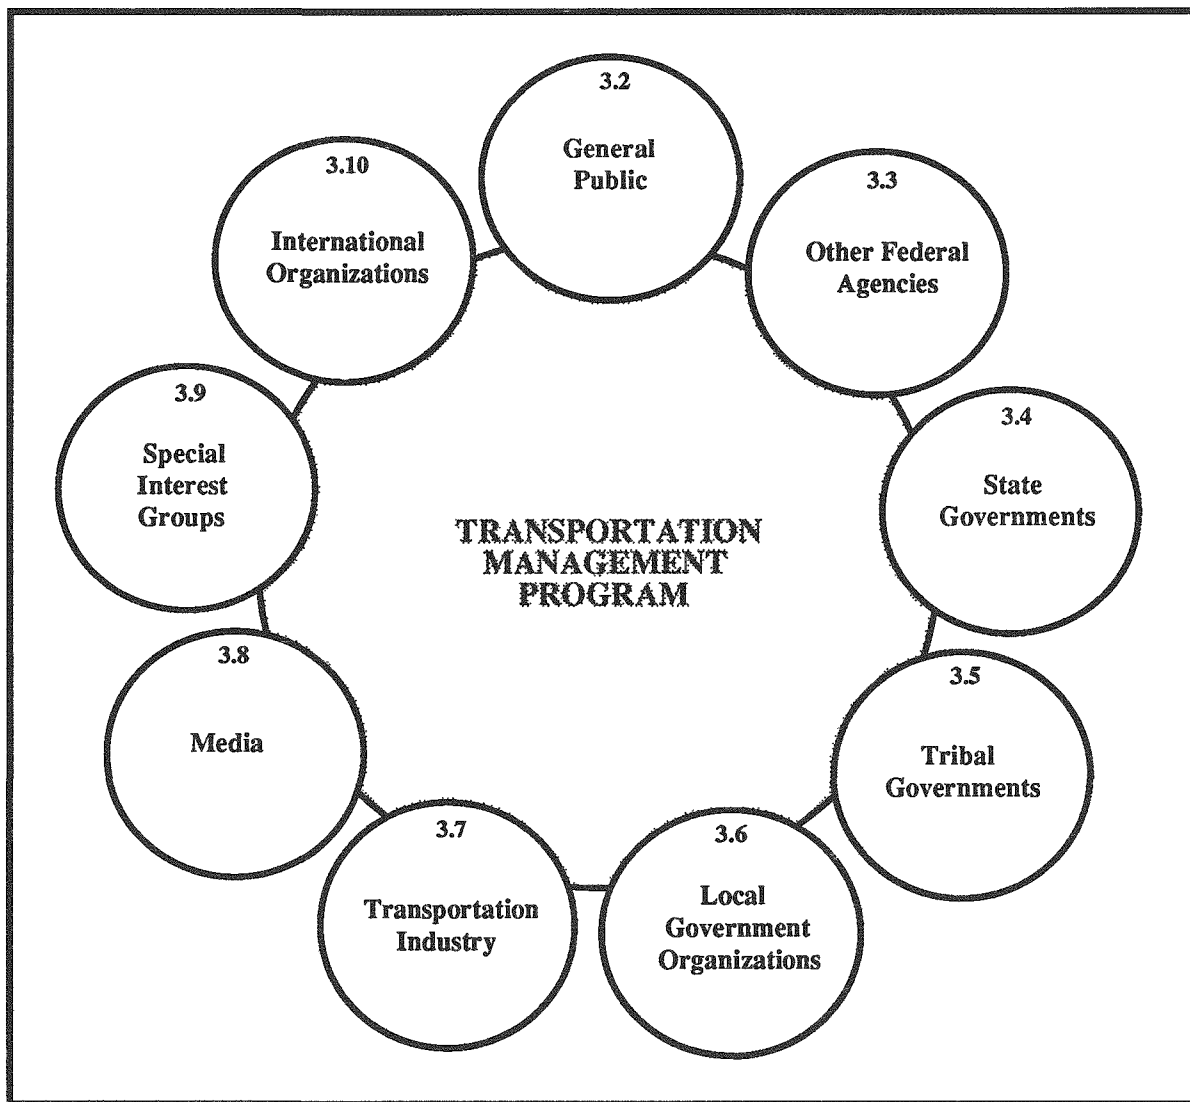 3.2
General
Public
3.3
Other Federal
Agencies
3.4
State
Governments
3.5
Tribal
Governments
3.6
Local
Government
Organizations
3.7
Transportation
Industry
3.8
Media
3.9
Special
Interest
Groups
3.10
International
Organizations
TRANSPORTATION
MANAGEMENT
PROGRAM